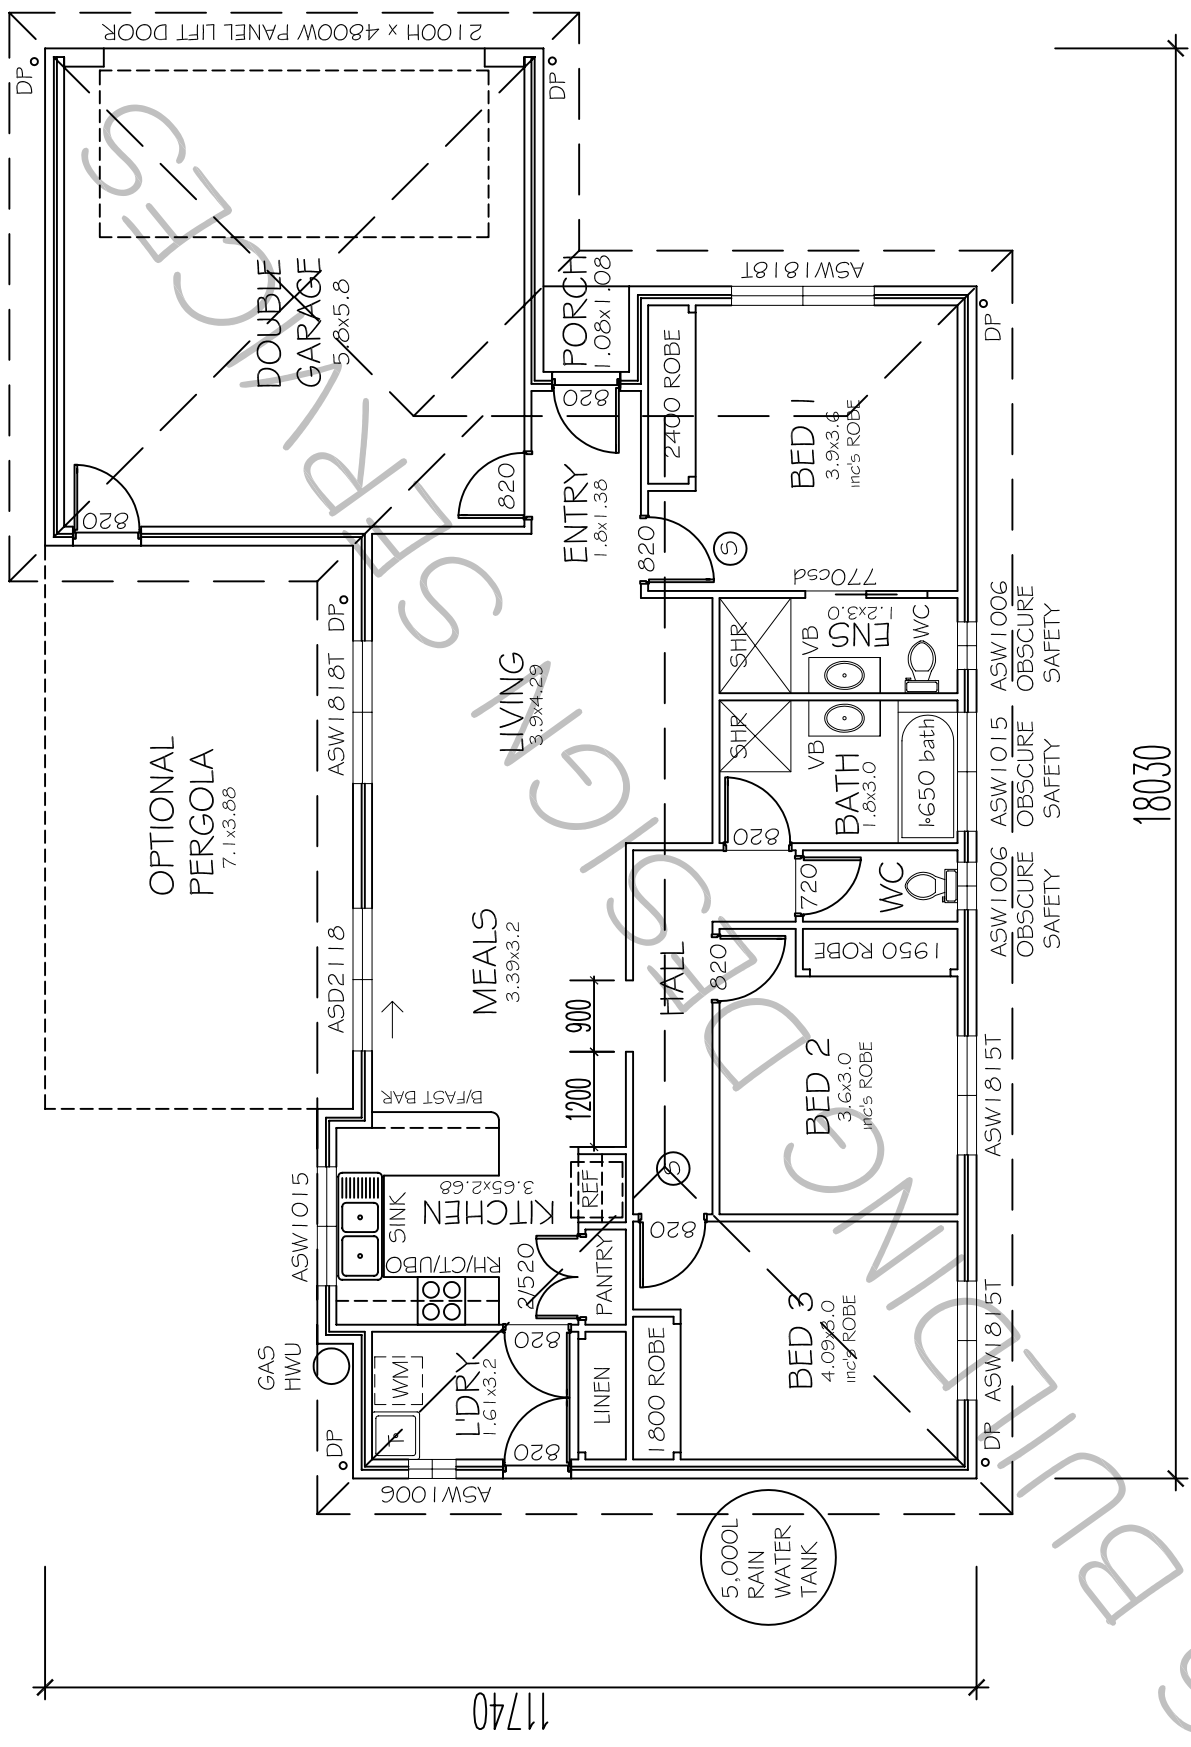 2100H x 4800W PANEL LIFT DOOR
DP
DP
DOUBLE
GARAGE
5.8x5.8
820
820
PORCH
1.08x1.08
820
ENTRY
1.8x1.38
ASW1818T
2400 ROBE
BED 1
3.9x3.6
inc's ROBE
DP
820
S
770csd
OPTIONAL
PERGOLA
7.1x3.88
DP
ASW1818T
ASD2118
LIVING
3.9x4.29
SHR
VB
ENS
1.2x3.0
WC
ASW1006
OBSCURE
SAFETY
SHR
VB
BATH
1.8x3.0
1650 bath
820
ASW1015
OBSCURE
SAFETY
720
WC
ASW1006
OBSCURE
SAFETY
MEALS
3.39x3.2
HALL
820
1950 ROBE
900
1200
BED 2
3.6x3.0
inc's ROBE
ASW1815T
B/FAST BAR
ASW1015
SINK
KITCHEN
3.65x2.68
RH/CT/UBO
REF
2/520
PANTRY
S
820
GAS
HWU
DP
WM
T
L'DRY
1.61x3.2
820
820
LINEN
1800 ROBE
BED 3
4.09x3.0
inc's ROBE
ASW1815T
DP
ASW1006
5,000L
RAIN
WATER
TANK
18030
11740
BUILDING DESIGN SERVICES